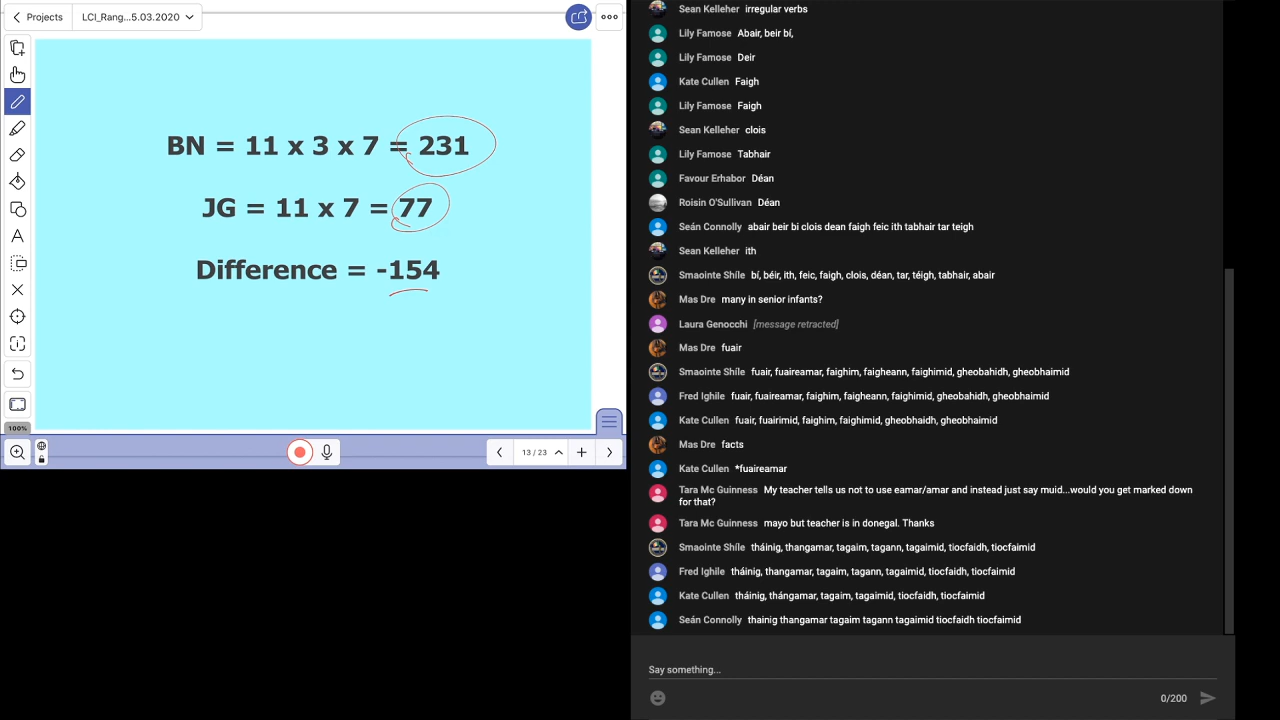 Projects
LCI_Rang...5.03.2020
BN = 11 x 3 x 7 = 231
JG = 11 x 7 = 77
Difference = -154
100%
13 / 23
Sean Kelleher irregular verbs
Lily Famose Abair, beir bí,
Lily Famose Deir
Kate Cullen Faigh
Lily Famose Faigh
Sean Kelleher clois
Lily Famose Tabhair
Favour Erhabor Déan
Roisin O'Sullivan Déan
Seán Connolly abair beir bi clois dean faigh feic ith tabhair tar teigh
Sean Kelleher ith
Smaointe Shíle bí, béir, ith, feic, faigh, clois, déan, tar, téigh, tabhair, abair
Mas Dre many in senior infants?
Laura Genocchi [message retracted]
Mas Dre fuair
Smaointe Shíle fuair, fuaireamar, faighim, faigheann, faighimid, gheobahidh, gheobhaimid
Fred Ighile fuair, fuaireamar, faighim, faigheann, faighimid, gheobahidh, gheobhaimid
Kate Cullen fuair, fuairimid, faighim, faighimid, gheobhaidh, gheobhaimid
Mas Dre facts
Kate Cullen *fuaireamar
Tara Mc Guinness My teacher tells us not to use eamar/amar and instead just say muid...would you get marked down
for that?
Tara Mc Guinness mayo but teacher is in donegal. Thanks
Smaointe Shíle tháinig, thangamar, tagaim, tagann, tagaimid, tiocfaidh, tiocfaimid
Fred Ighile tháinig, thangamar, tagaim, tagann, tagaimid, tiocfaidh, tiocfaimid
Kate Cullen tháinig, thángamar, tagaim, tagaimid, tiocfaidh, tiocfaimid
Seán Connolly thainig thangamar tagaim tagann tagaimid tiocfaidh tiocfaimid
Say something...
0/200